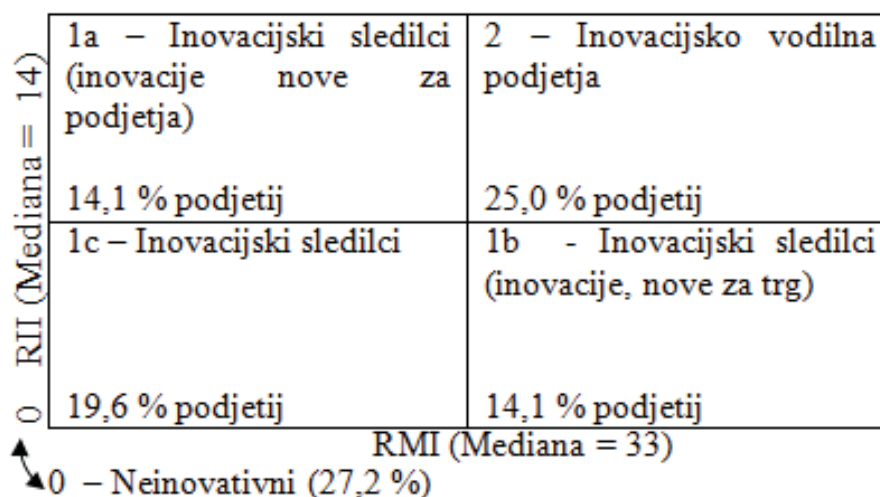 1a – Inovacijski sledilci
(inovacije nove za
podjetja)
14,1 % podjetij
2 – Inovacijsko vodilna
podjetja
25,0 % podjetij
1c – Inovacijski sledilci
19,6 % podjetij
1b - Inovacijski sledilci
(inovacije, nove za trg)
14,1 % podjetij
0 RII (Mediana = 14)
RMI (Mediana = 33)
0 – Neinovativni (27,2 %)